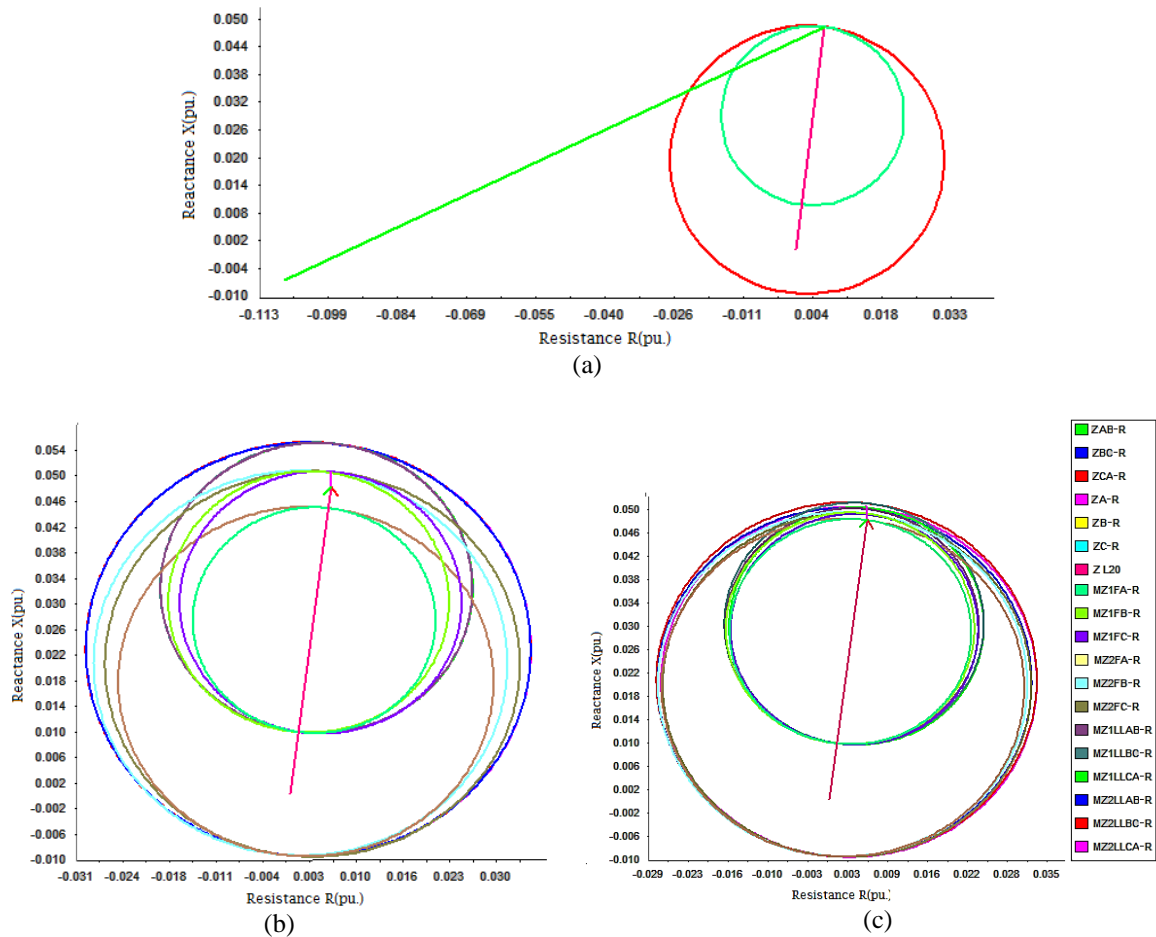 0.050
0.044
0.038
0.032
0.026
0.020
0.014
0.008
0.002
-0.004
-0.010
Reactance X(pu.)
-0.113 -0.099 -0.084 -0.069 -0.055 -0.040 -0.026 -0.011 0.004 0.018 0.033
Resistance R(pu.)
(a)
0.054
0.050
0.046
0.042
0.038
0.034
0.030
0.026
0.022
0.018
0.014
0.010
0.006
0.002
-0.002
-0.006
-0.010
Reactance X(pu.)
-0.031 -0.024 -0.018 -0.011 -0.004 0.003 0.010 0.016 0.023 0.030
Resistance R(pu.)
(b)
0.050
0.046
0.042
0.038
0.034
0.030
0.026
0.022
0.018
0.014
0.010
0.006
0.002
-0.002
-0.006
-0.010
Reactance X(pu.)
-0.029 -0.023 -0.016 -0.010 -0.004 0.003 0.009 0.016 0.022 0.029 0.035
Resistance R(pu.)
(c)
ZAB-R
ZBC-R
ZCA-R
ZA-R
ZB-R
ZC-R
Z L20
MZ1FA-R
MZ1FB-R
MZ1FC-R
MZ2FA-R
MZ2FB-R
MZ2FC-R
MZ1LLAB-R
MZ1LLBC-R
MZ1LLCA-R
MZ2LLAB-R
MZ2LLBC-R
MZ2LLCA-R